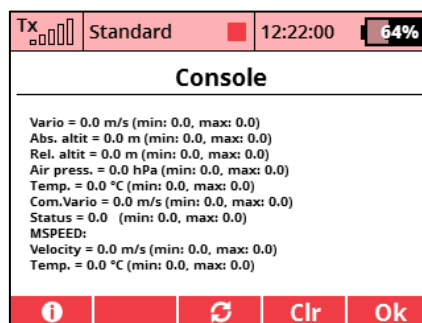 Tx Standard 12:22:00 64%
Console
Vario = 0.0 m/s (min: 0.0, max: 0.0)
Abs. altit = 0.0 m (min: 0.0, max: 0.0)
Rel. altit = 0.0 m (min: 0.0, max: 0.0)
Air press. = 0.0 hPa (min: 0.0, max: 0.0)
Temp. = 0.0 °C (min: 0.0, max: 0.0)
Com.Vario = 0.0 m/s (min: 0.0, max: 0.0)
Status = 0.0 (min: 0.0, max: 0.0)
MSPEED:
Velocity = 0.0 m/s (min: 0.0, max: 0.0)
Temp. = 0.0 °C (min: 0.0, max: 0.0)
Clr Ok